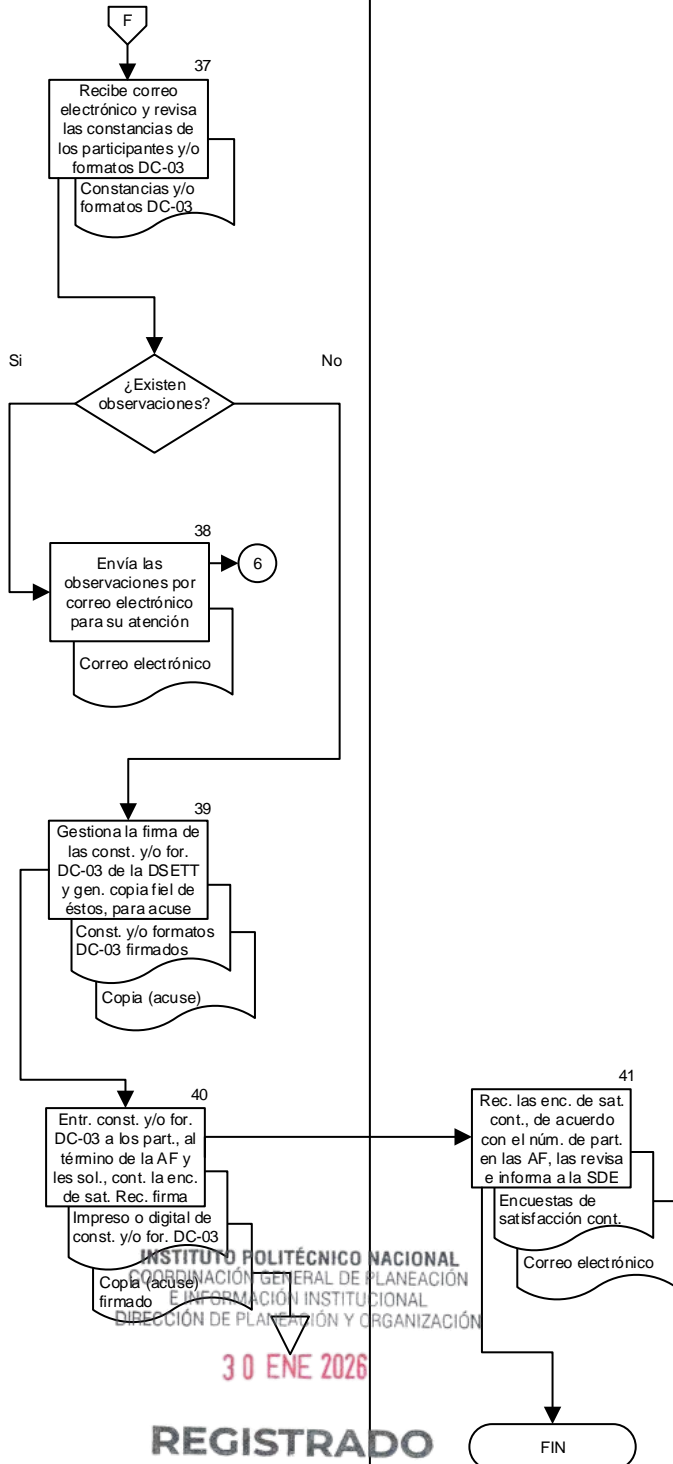 F
37
Recibe correo
electrónico y revisa
las constancias de
los participantes y/o
formatos DC-03
Constancias y/o
formatos DC-03
Si
No
¿Existen
observaciones?
38
Envía las
observaciones por
correo electrónico
para su atención
6
Correo electrónico
39
Gestiona la firma de
las const. y/o for.
DC-03 de la DSETT
y gen. copia fiel de
éstos, para acuse
Const. y/o formatos
DC-03 firmados
Copia (acuse)
40
Entr. const. y/o for.
DC-03 a los part., al
término de la AF y
les sol., cont. la enc.
de sat. Rec. firma
Impreso o digital de
const. y/o for. DC-03
Copia (acuse)
firmado
41
Rec. las enc. de sat.
cont., de acuerdo
con el núm. de part.
en las AF, las revisa
e informa a la SDE
Encuestas de
satisfacción cont.
Correo electrónico
INSTITUTO POLITÉCNICO NACIONAL
COORDINACIÓN GENERAL DE PLANEACIÓN
E INFORMACIÓN INSTITUCIONAL
DIRECCIÓN DE PLANEACIÓN Y ORGANIZACIÓN
30 ENE 2026
REGISTRADO
FIN